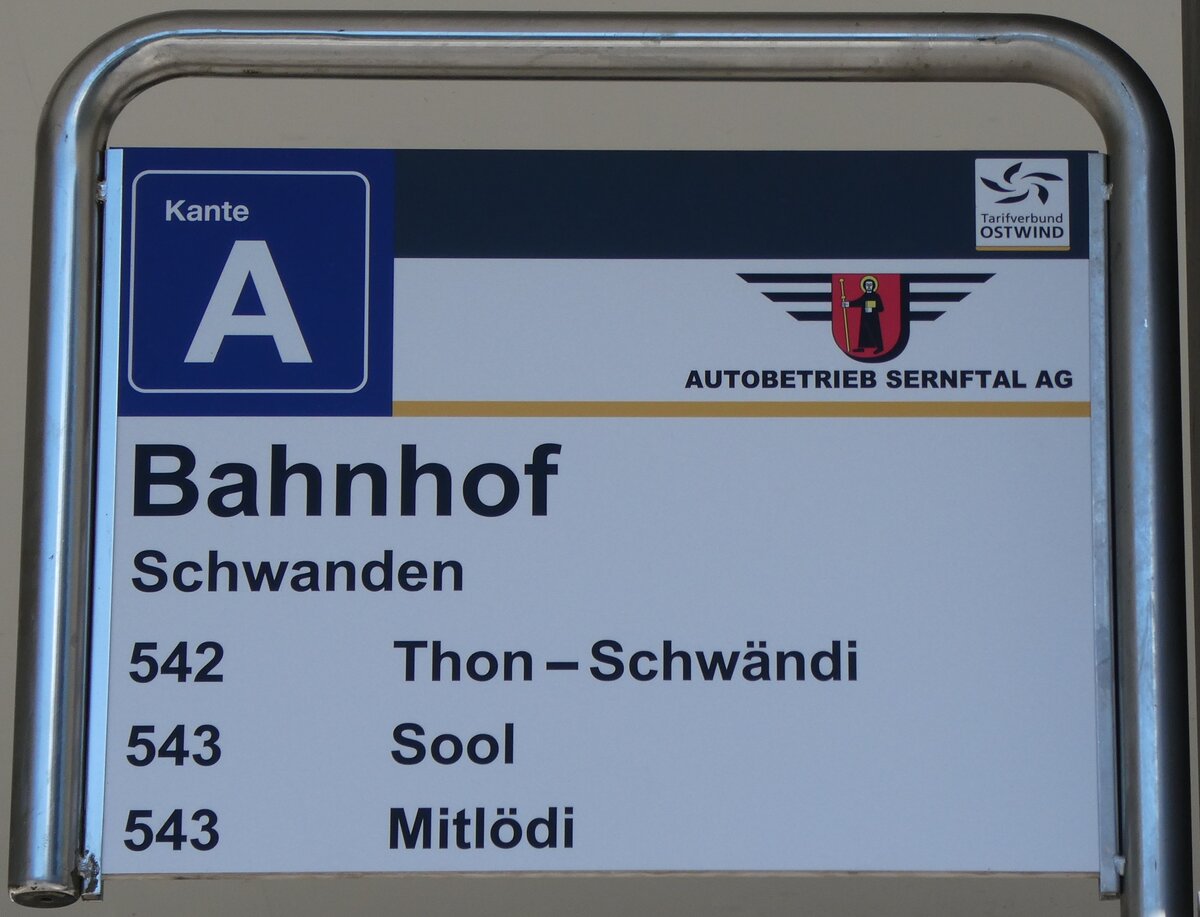 Kante
A
Tarifverbund
OSTWIND
AUTOBETRIEB SERNFTAL AG
Bahnhof
Schwanden
542 Thon – Schwändi
543 Sool
543 Mitlödi